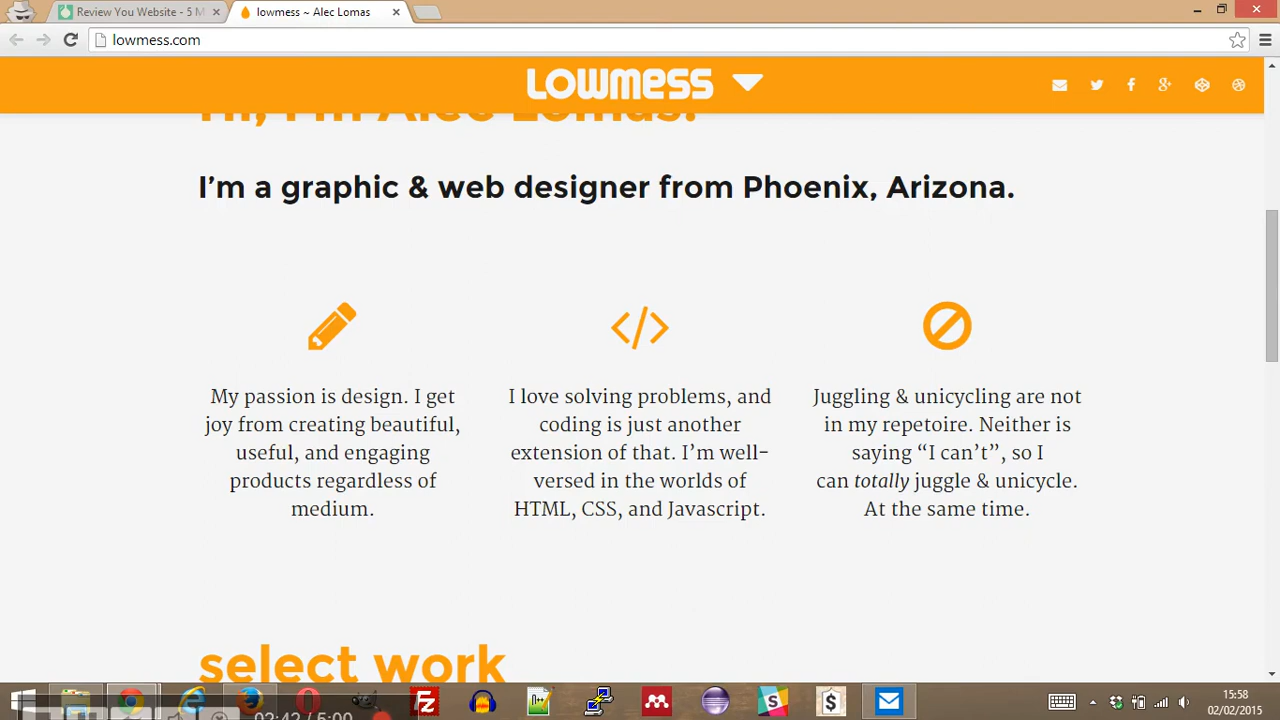 Review You Website - 5 M
lowmess ~ Alec Lomas
lowmess.com
LOWMESS
Hi, I'm Alec Lomas.
I’m a graphic & web designer from Phoenix, Arizona.
My passion is design. I get
joy from creating beautiful,
useful, and engaging
products regardless of
medium.
I love solving problems, and
coding is just another
extension of that. I’m well-
versed in the worlds of
HTML, CSS, and Javascript.
Juggling & unicycling are not
in my repetoire. Neither is
saying “I can’t”, so I
can totally juggle & unicycle.
At the same time.
select work
02:42 / 5:00
15:58
02/02/2015